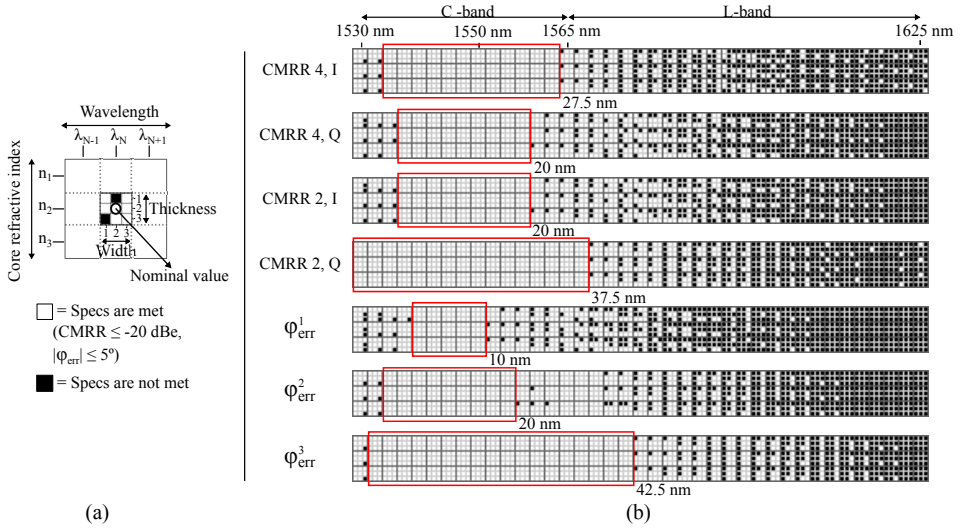 C -band
L-band
1530 nm
1550 nm
1565 nm
1625 nm
Wavelength
λN-1
λN
λN+1
Core refractive index
n1
n2
n3
1
2
3
Thickness
1 2 3
Width
Nominal value
= Specs are met
(CMRR ≤ -20 dBe,
|φerr| ≤ 5º)
= Specs are not met
(a)
CMRR 4, I
27.5 nm
CMRR 4, Q
20 nm
CMRR 2, I
20 nm
CMRR 2, Q
37.5 nm
φ1err
10 nm
φ2err
20 nm
φ3err
42.5 nm
(b)